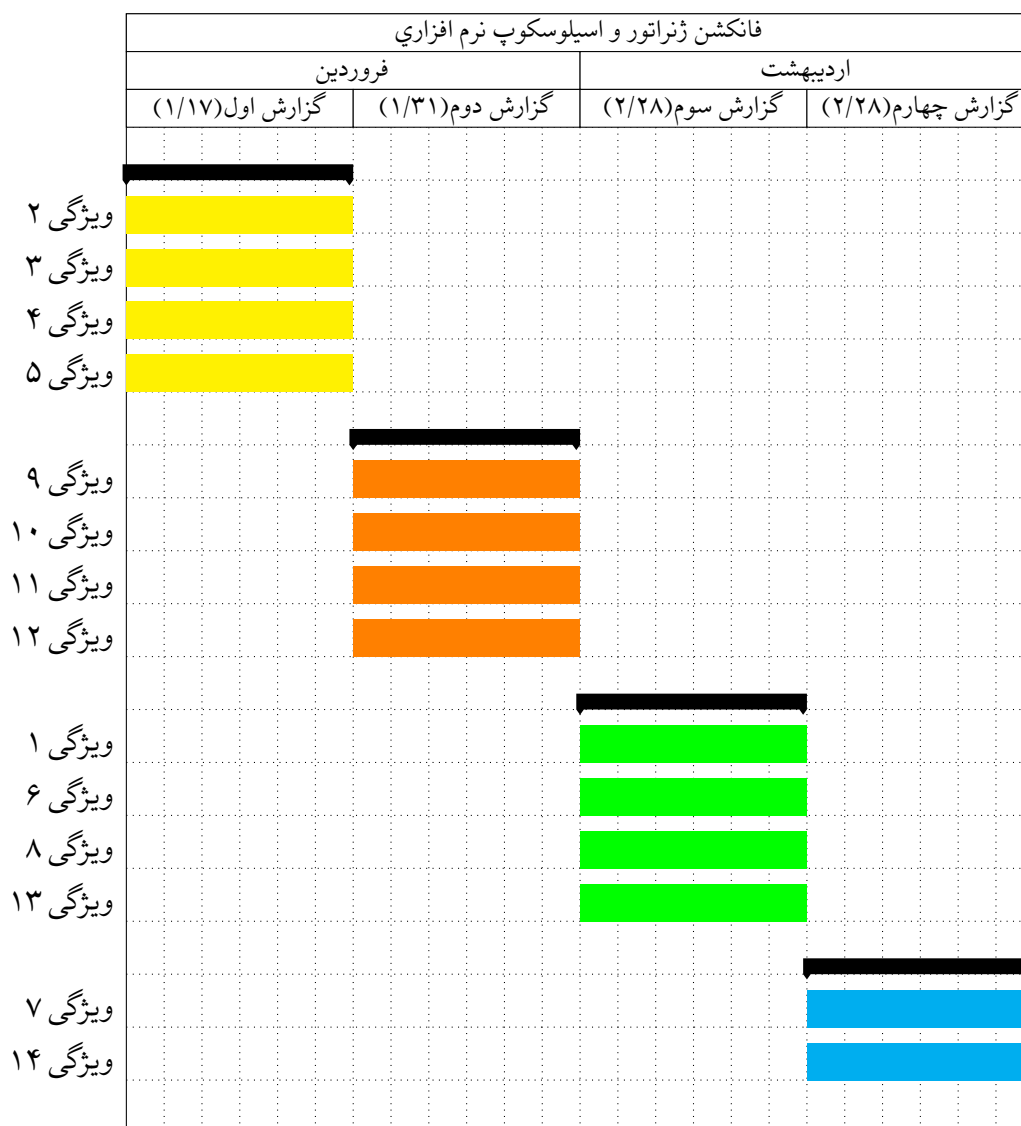 فانکشن ژنراتور و اسیلوسکوپ نرم افزاري
فروردین
اردیبهشت
گزارش اول(۱/۱۷)
گزارش دوم(۱/۳۱)
گزارش سوم(۲/۲۸)
گزارش چهارم(۲/۲۸)
ویژگی ۲
ویژگی ۳
ویژگی ۴
ویژگی ۵
ویژگی ۹
ویژگی ۱۰
ویژگی ۱۱
ویژگی ۱۲
ویژگی ۱
ویژگی ۶
ویژگی ۸
ویژگی ۱۳
ویژگی ۷
ویژگی ۱۴